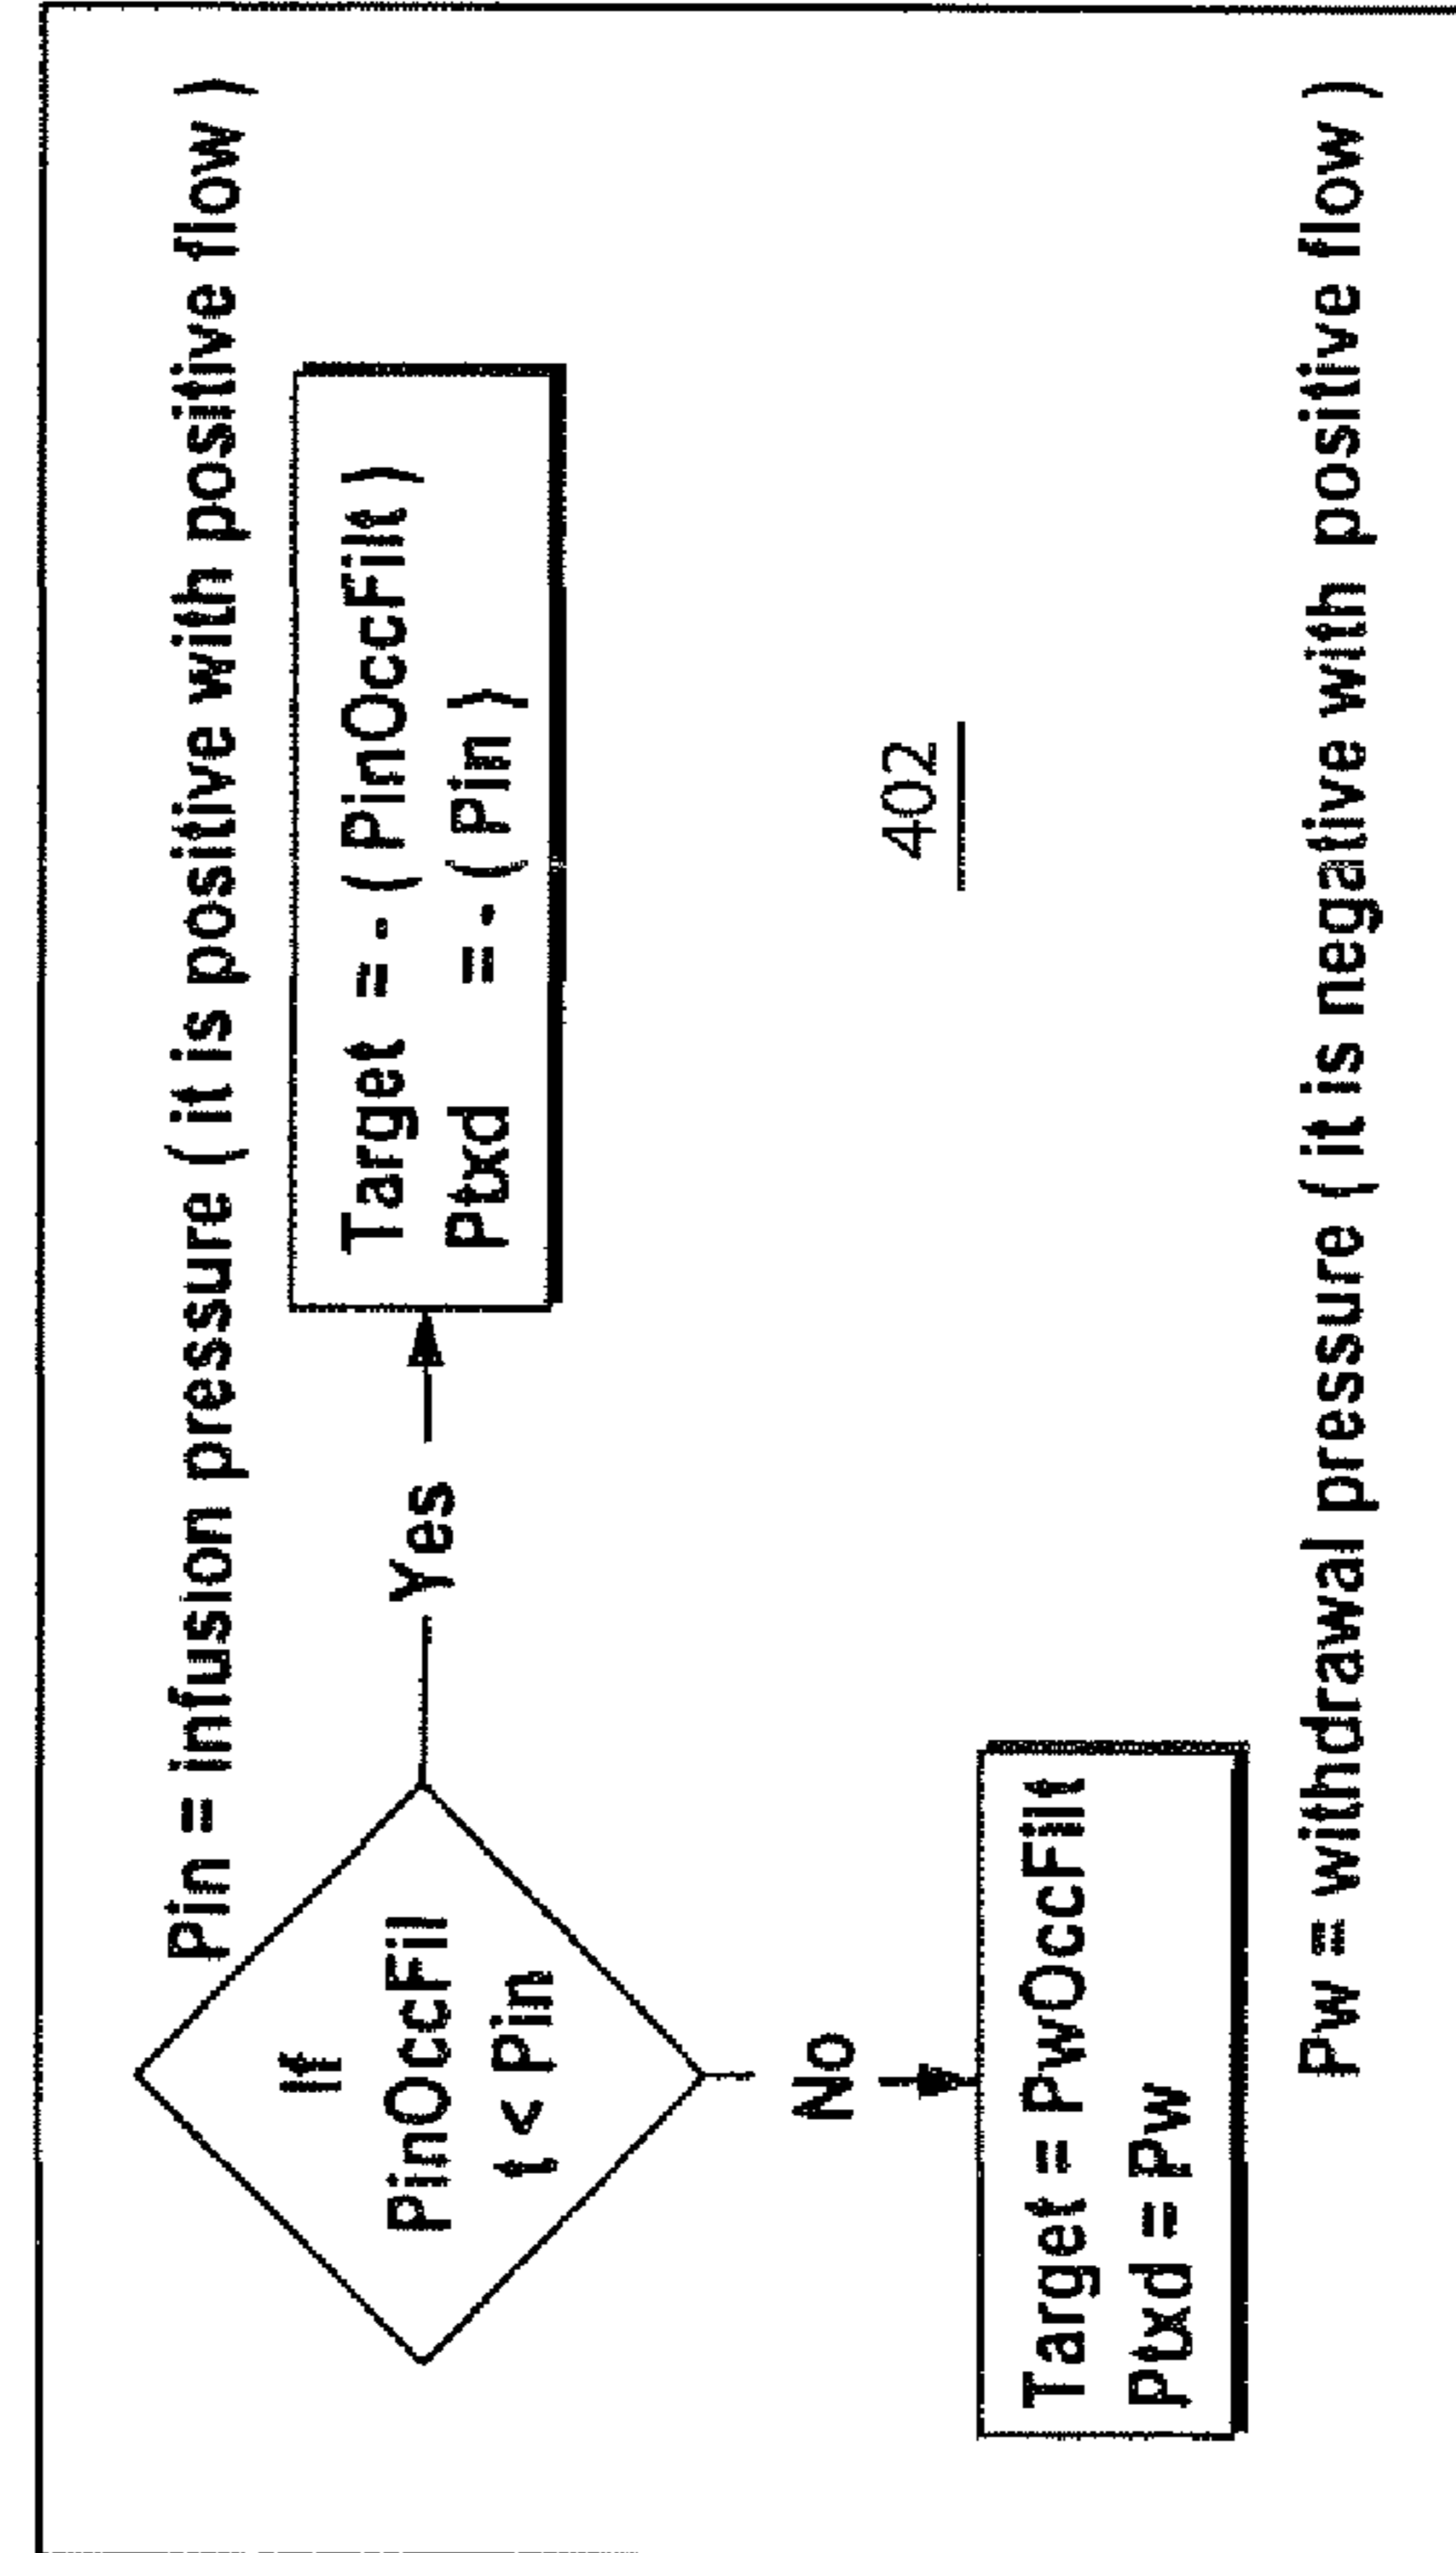 Pin = infusion pressure ( it is positive with positive flow )
If
PinOccFil
t < Pin
Yes
Target = - ( PinOccFilt )
Ptxd = - ( Pin )
No
402
Target = PwOccFilt
Ptxd = Pw
Pw = withdrawal pressure ( it is negative with positive flow )